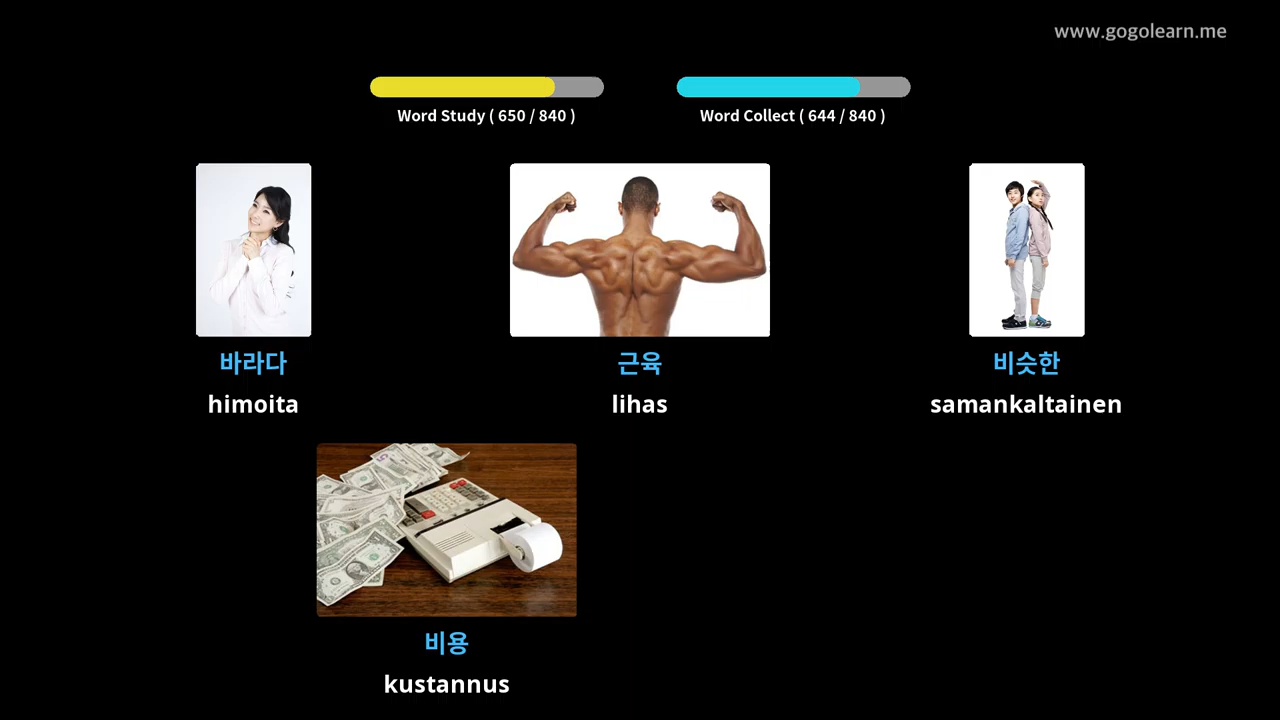 www.gogolearn.me
Word Study ( 650 / 840 )
Word Collect ( 644 / 840 )
바라다
himoita
근육
lihas
비슷한
samankaltainen
비용
kustannus